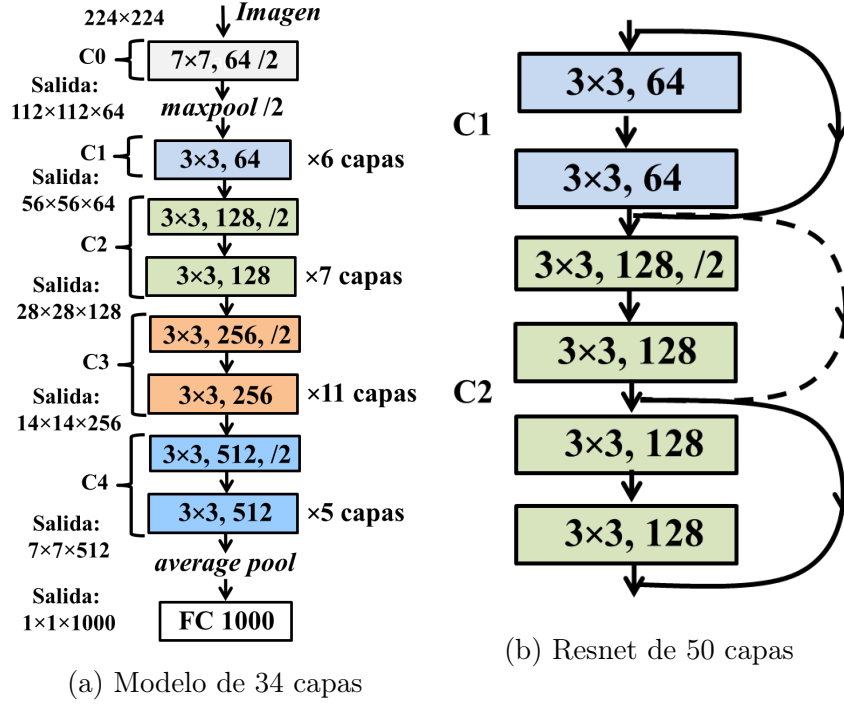 Imagen
224×224
C0
7×7, 64 /2
Salida:
112×112×64
maxpool /2
C1
3×3, 64
×6 capas
Salida:
56×56×64
3×3, 128, /2
C2
3×3, 128
×7 capas
Salida:
28×28×128
3×3, 256, /2
C3
3×3, 256
×11 capas
Salida:
14×14×256
3×3, 512, /2
C4
3×3, 512
×5 capas
Salida:
7×7×512
average pool
Salida:
1×1×1000
FC 1000
(a) Modelo de 34 capas
3×3, 64
C1
3×3, 64
3×3, 128, /2
3×3, 128
C2
3×3, 128
3×3, 128
(b) Resnet de 50 capas